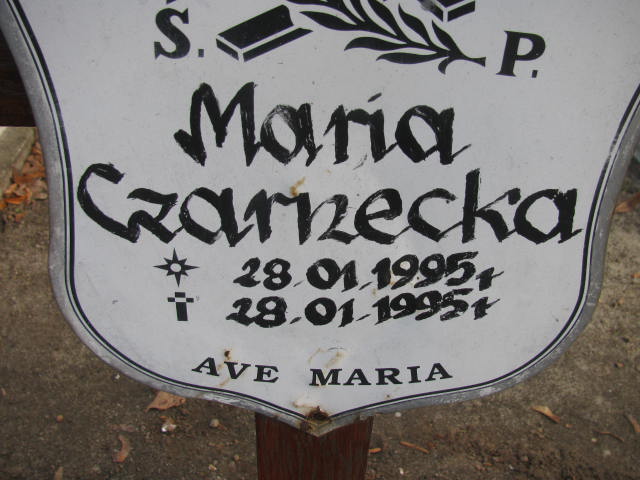 Ś. P.
Maria
Czarnecka
28.01.1995r
28.01.1995r
AVE MARIA